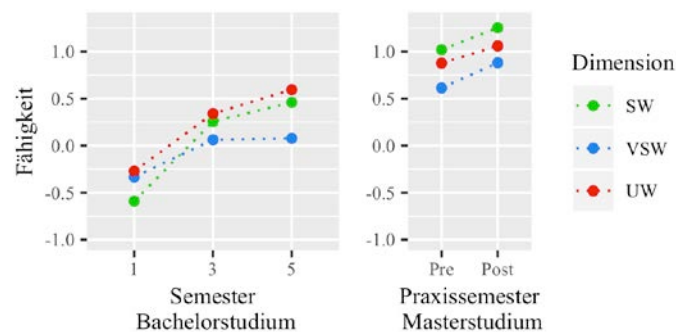 Fähigkeit
1.0
0.5
0.0
-0.5
-1.0
1
3
5
Semester
Bachelorstudium
1.0
0.5
0.0
-0.5
-1.0
Pre
Post
Praxissemester
Masterstudium
Dimension
SW
VSW
UW